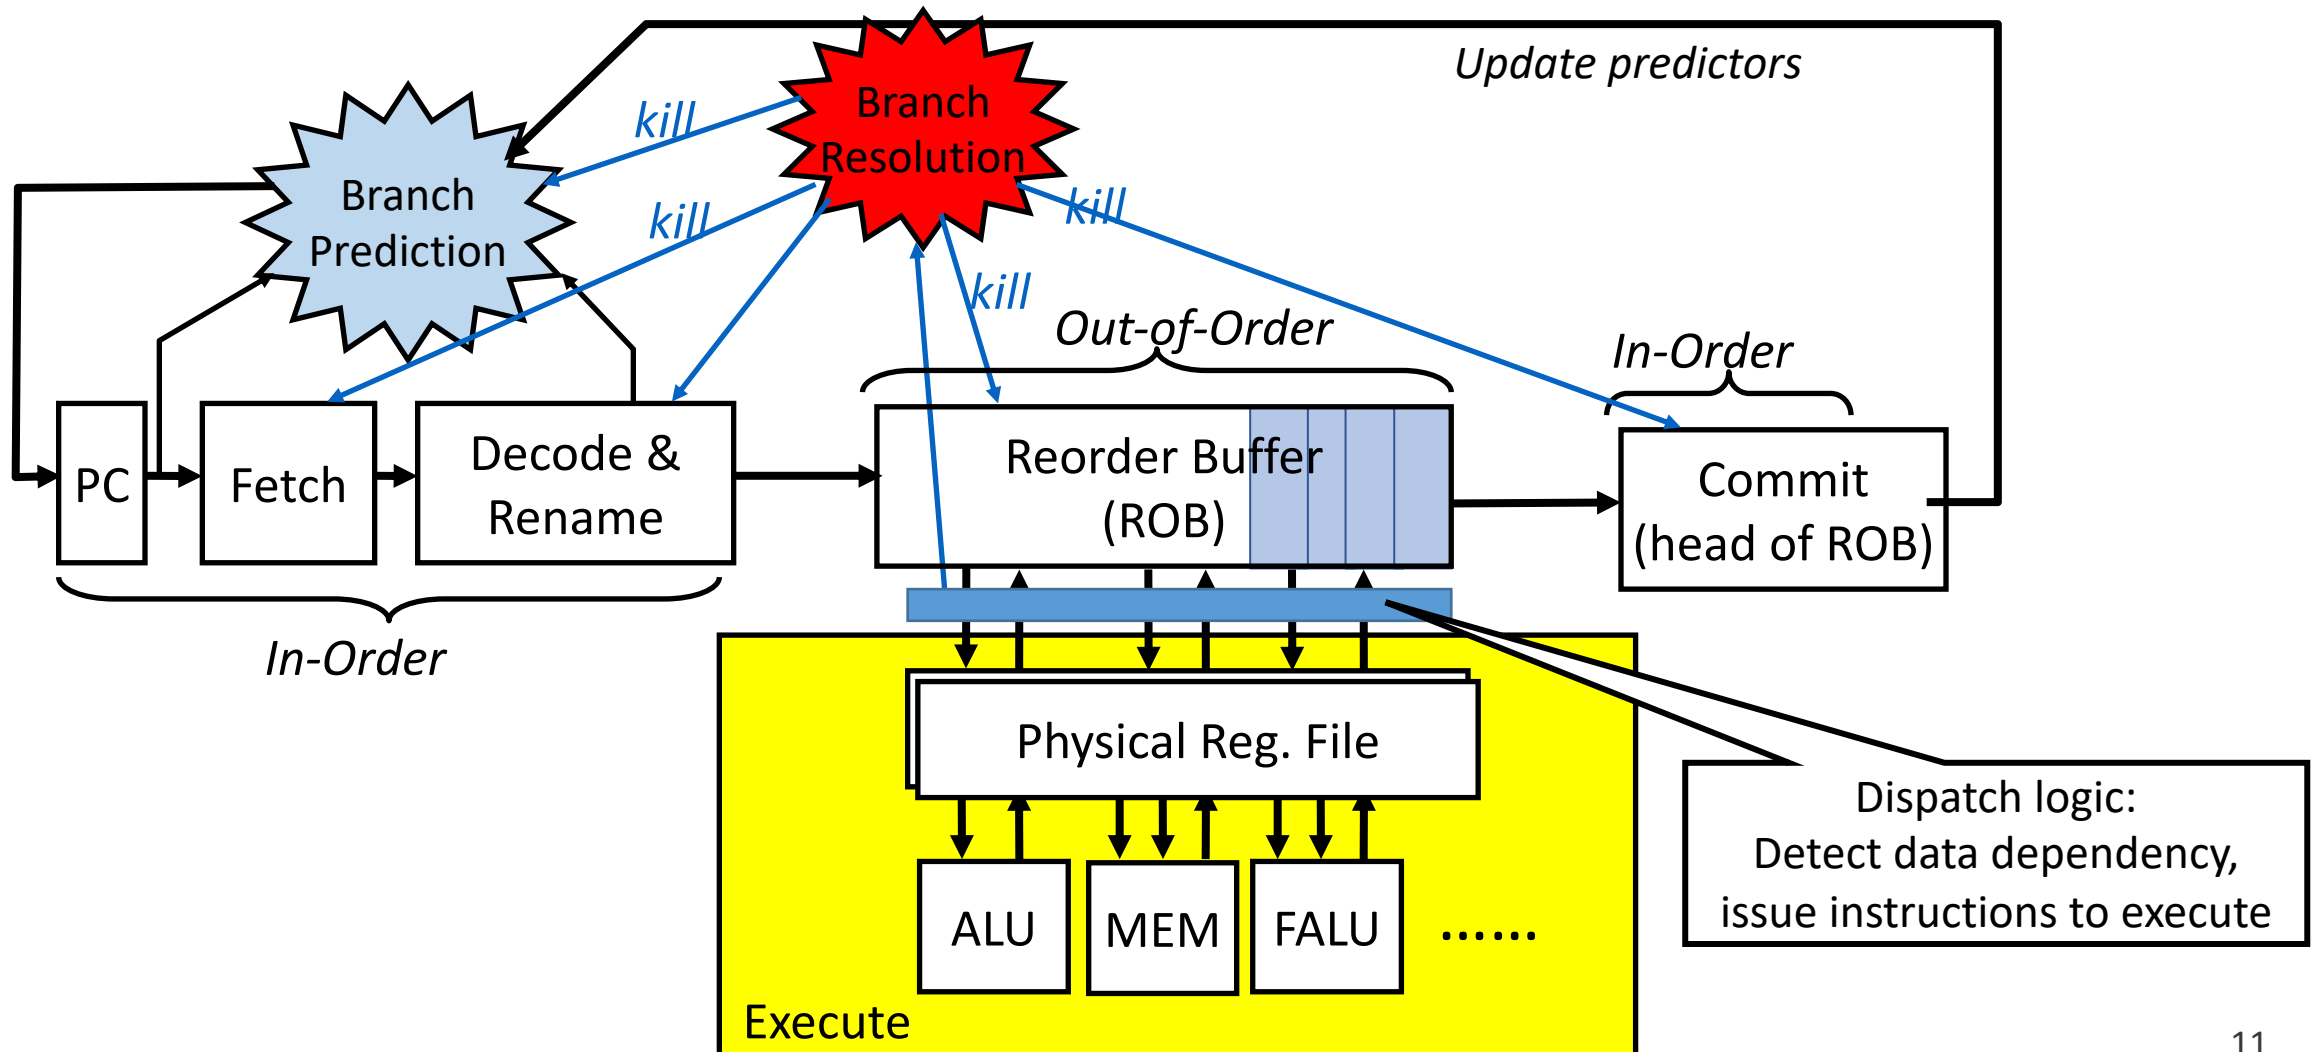 Update predictors
Branch
Resolution
kill
Branch
Prediction
kill
kill
kill
Out-of-Order
In-Order
PC
Fetch
Decode &
Rename
Reorder Buffer
(ROB)
Commit
(head of ROB)
In-Order
Physical Reg. File
Dispatch logic:
Detect data dependency,
issue instructions to execute
ALU
MEM
FALU
......
Execute
11